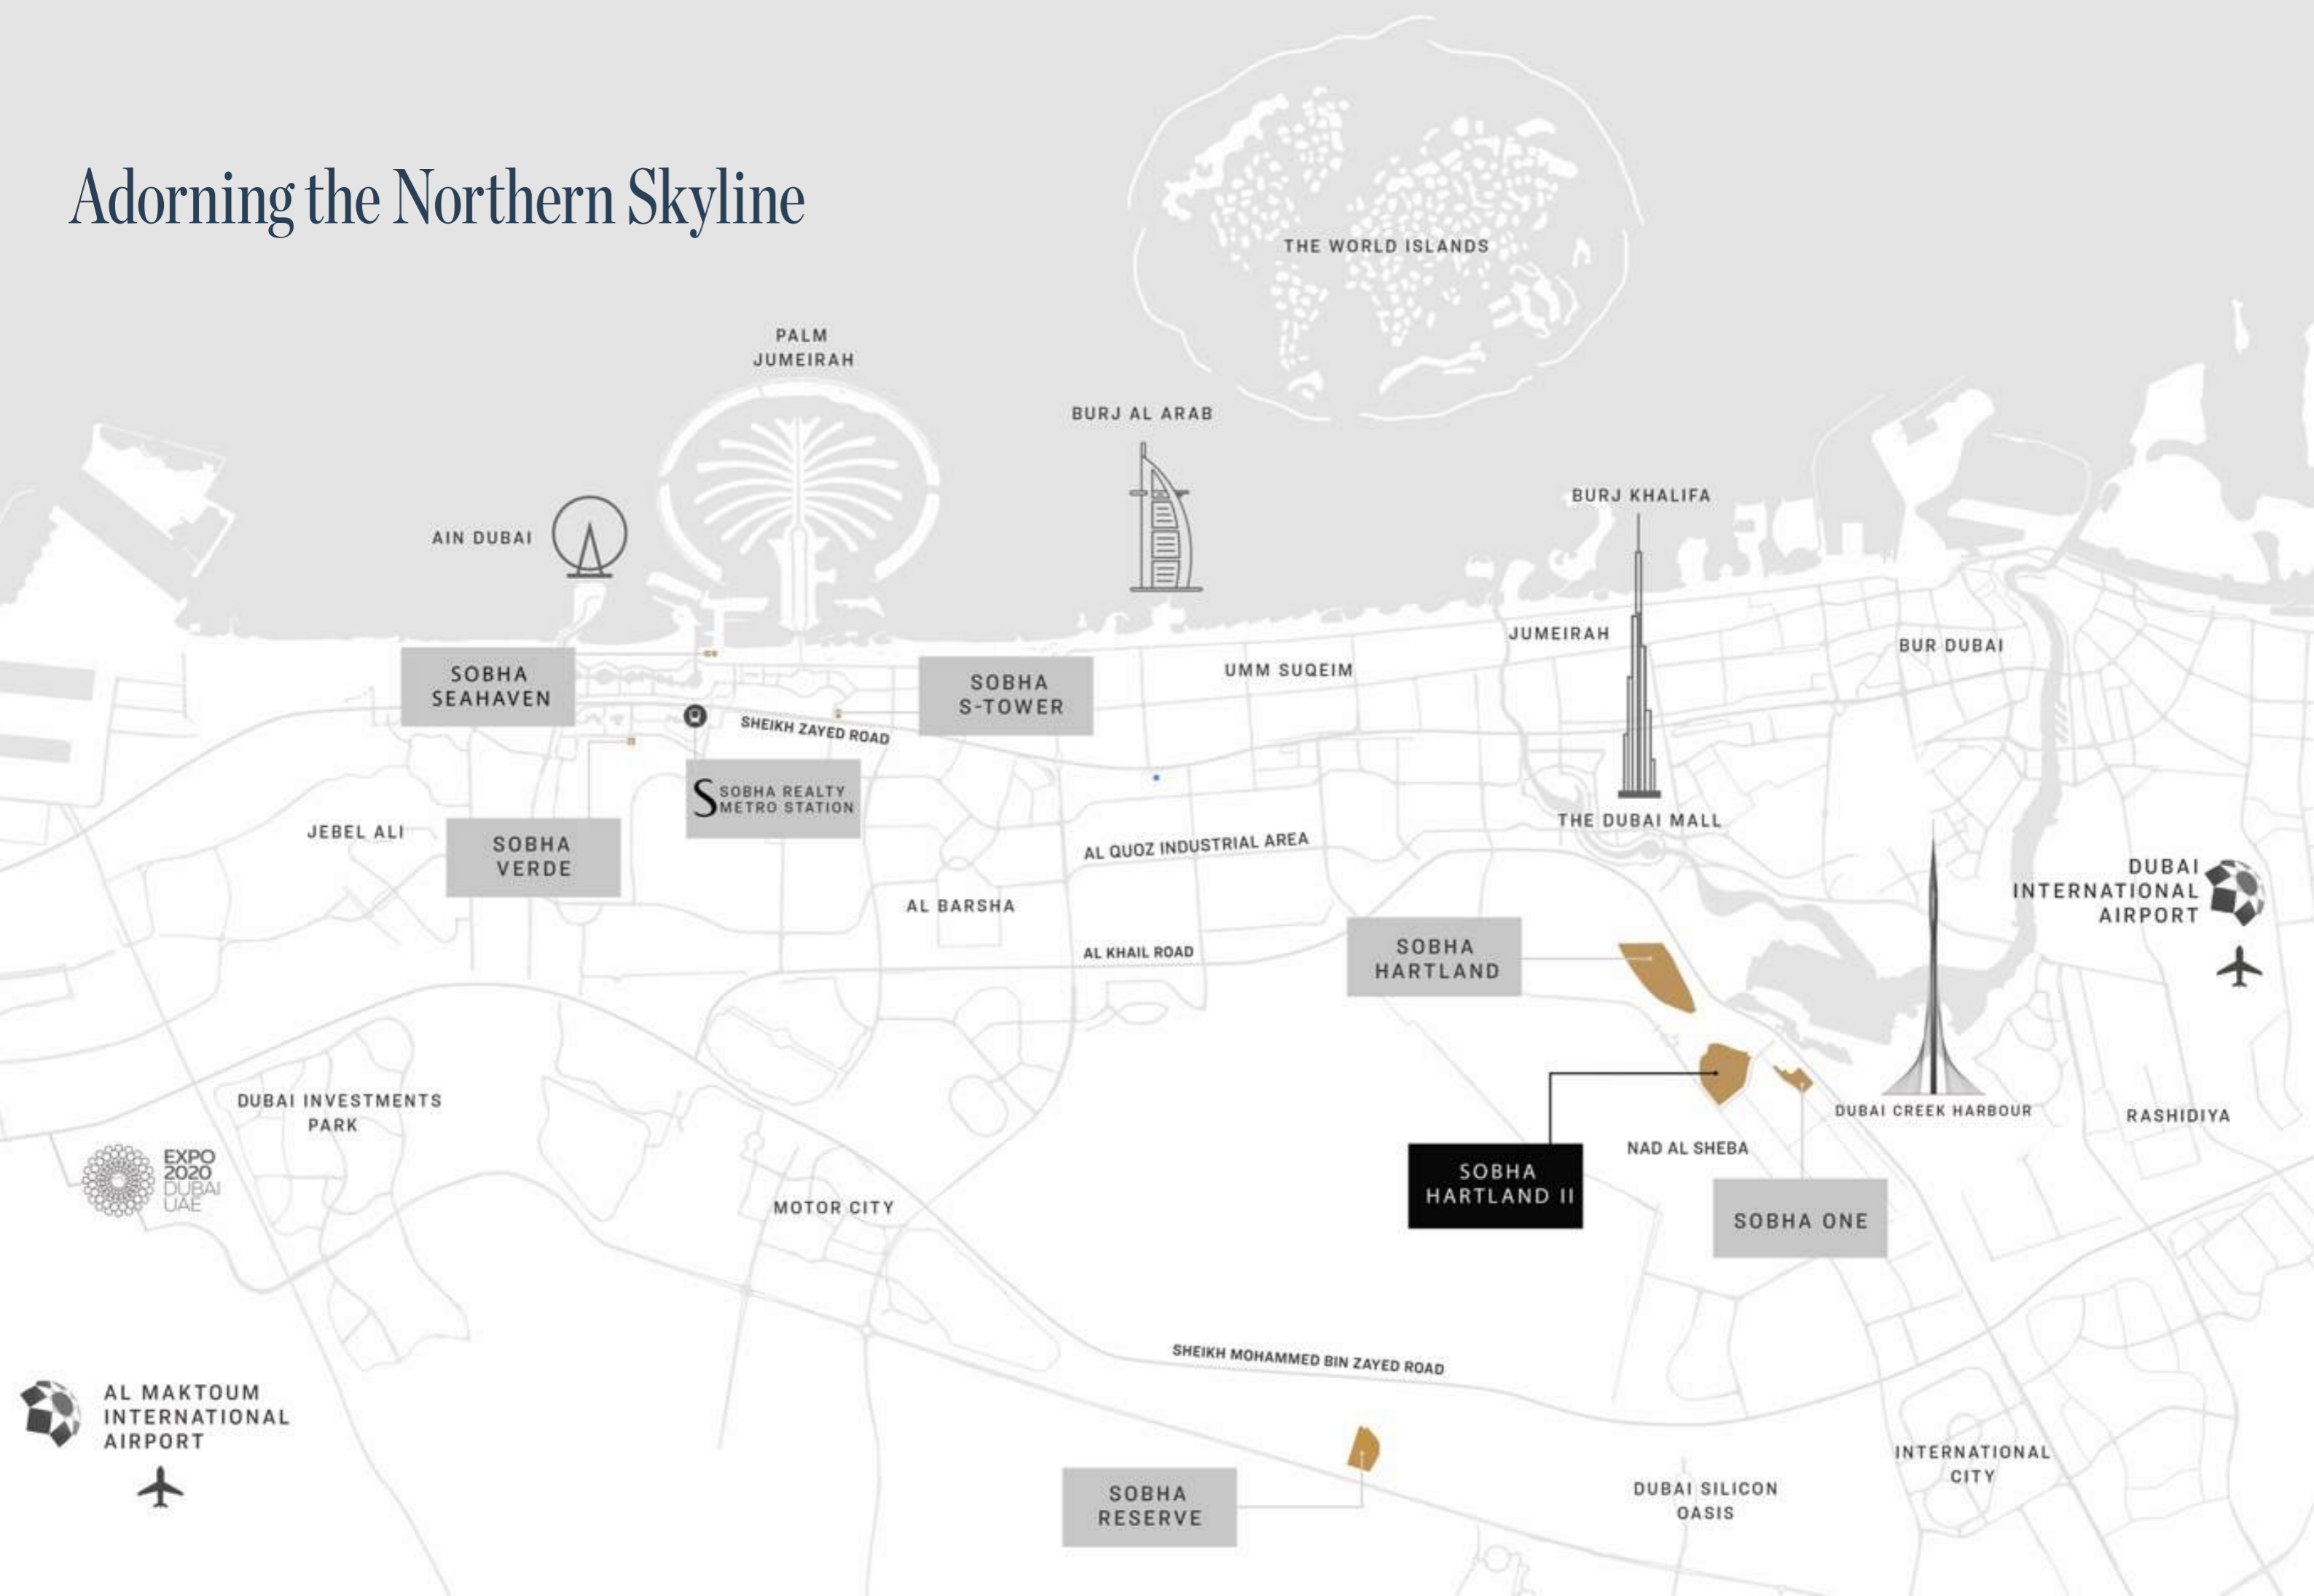 Adorning the Northern Skyline
THE WORLD ISLANDS
PALM
JUMEIRAH
BURJ AL ARAB
BURJ KHALIFA
AIN DUBAI
JUMEIRAH
BUR DUBAI
UMM SUQEIM
SOBHA
SEAHAVEN
SOBHA
S-TOWER
SHEIKH ZAYED ROAD
S SOBHA REALTY
METRO STATION
THE DUBAI MALL
JEBEL ALI
SOBHA
VERDE
AL QUOZ INDUSTRIAL AREA
DUBAI
INTERNATIONAL
AIRPORT
AL BARSHA
AL KHAIL ROAD
SOBHA
HARTLAND
DUBAI INVESTMENTS
PARK
DUBAI CREEK HARBOUR
RASHIDIYA
NAD AL SHEBA
EXPO
2020
DUBAI
UAE
SOBHA
HARTLAND II
MOTOR CITY
SOBHA ONE
SHEIKH MOHAMMED BIN ZAYED ROAD
AL MAKTOUM
INTERNATIONAL
AIRPORT
INTERNATIONAL
CITY
SOBHA
RESERVE
DUBAI SILICON
OASIS